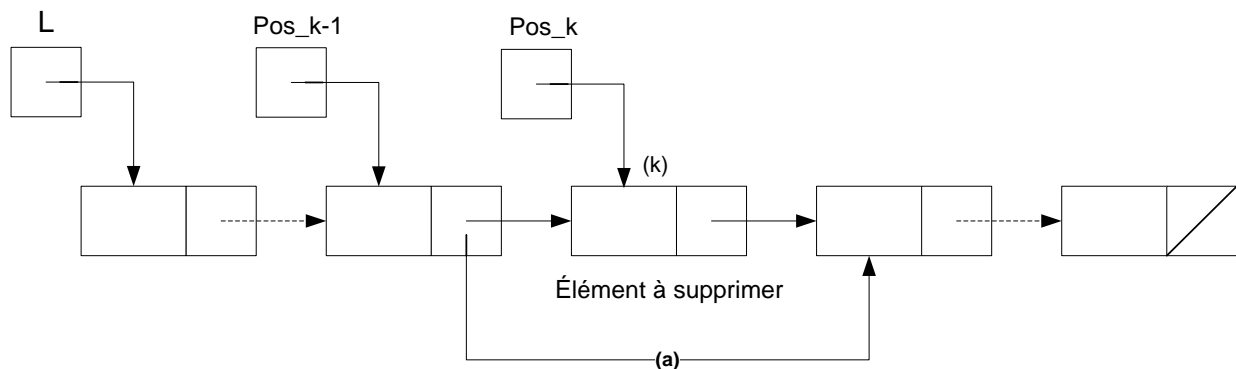 L
Pos_k-1
Pos_k
(k)
Élément à supprimer
(a)